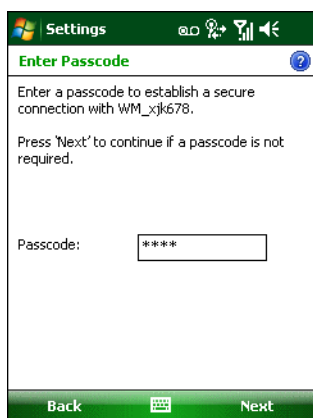 Settings
Enter Passcode
Enter a passcode to establish a secure
connection with WM_xjk678.
Press 'Next' to continue if a passcode is not
required.
Passcode: ****
Back Next